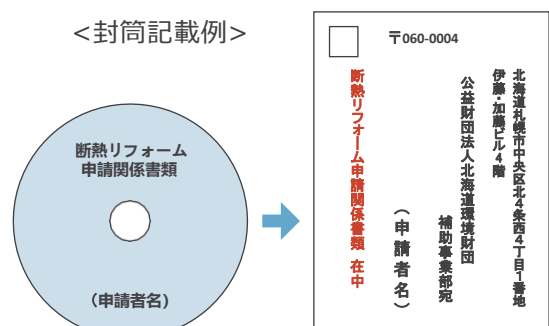 <封筒記載例>
断熱リフォーム
申請関係書類
（申請者名）
〒060-0004
北海道札幌市中央区北4条西4丁目1番地
伊藤・加藤ビル4階
公益財団法人北海道環境財団
補助事業部宛
（申請者名）
断熱リフォーム申請関係書類 在中